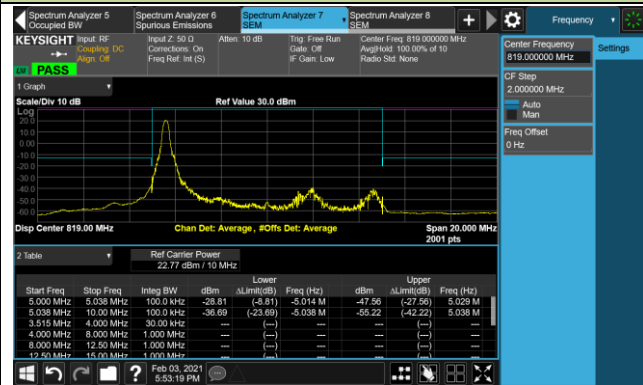 Spectrum Analyzer 5
Occupied BW
Spectrum Analyzer 6
Spurious Emissions
Spectrum Analyzer 7
SEM
Spectrum Analyzer 8
SEM
+
Frequency
KEYSIGHT
Input: RF
Coupling: DC
Align: Off
Input Z: 50 Ω
Corrections: On
Freq Ref: Int (S)
Atten: 10 dB
Trig: Free Run
Gate: Off
IF Gain: Low
Center Freq: 819.000000 MHz
Avg|Hold: 100.00% of 10
Radio Std: None
LXI
PASS
Center Frequency
819.000000 MHz
Settings
CF Step
2.000000 MHz
Auto
Man
Freq Offset
0 Hz
1 Graph
Scale/Div 10 dB
Ref Value 30.0 dBm
Log
20.0
10.0
0.00
-10.0
-20.0
-30.0
-40.0
-50.0
-60.0
Disp Center 819.00 MHz
Chan Det: Average , #Offs Det: Average
Span 20.000 MHz
2001 pts
2 Table
Ref Carrier Power
22.77 dBm / 10 MHz
Lower Upper
Start Freq Stop Freq Integ BW dBm ΔLimit(dB) Freq (Hz) dBm ΔLimit(dB) Freq (Hz)
5.000 MHz 5.038 MHz 100.0 kHz -28.81 (-8.81) -5.014 M -47.56 (-27.56) 5.029 M
5.038 MHz 10.00 MHz 100.0 kHz -36.69 (-23.69) -5.038 M -55.22 (-42.22) 5.038 M
3.515 MHz 4.000 MHz 30.00 kHz --- (---) --- --- (---) ---
4.000 MHz 8.000 MHz 1.000 MHz --- (---) --- --- (---) ---
8.000 MHz 12.50 MHz 1.000 MHz --- (---) --- --- (---) ---
12.50 MHz 15.00 MHz 1.000 MHz --- (---) --- --- (---) ---
?
Feb 03, 2021
5:53:19 PM